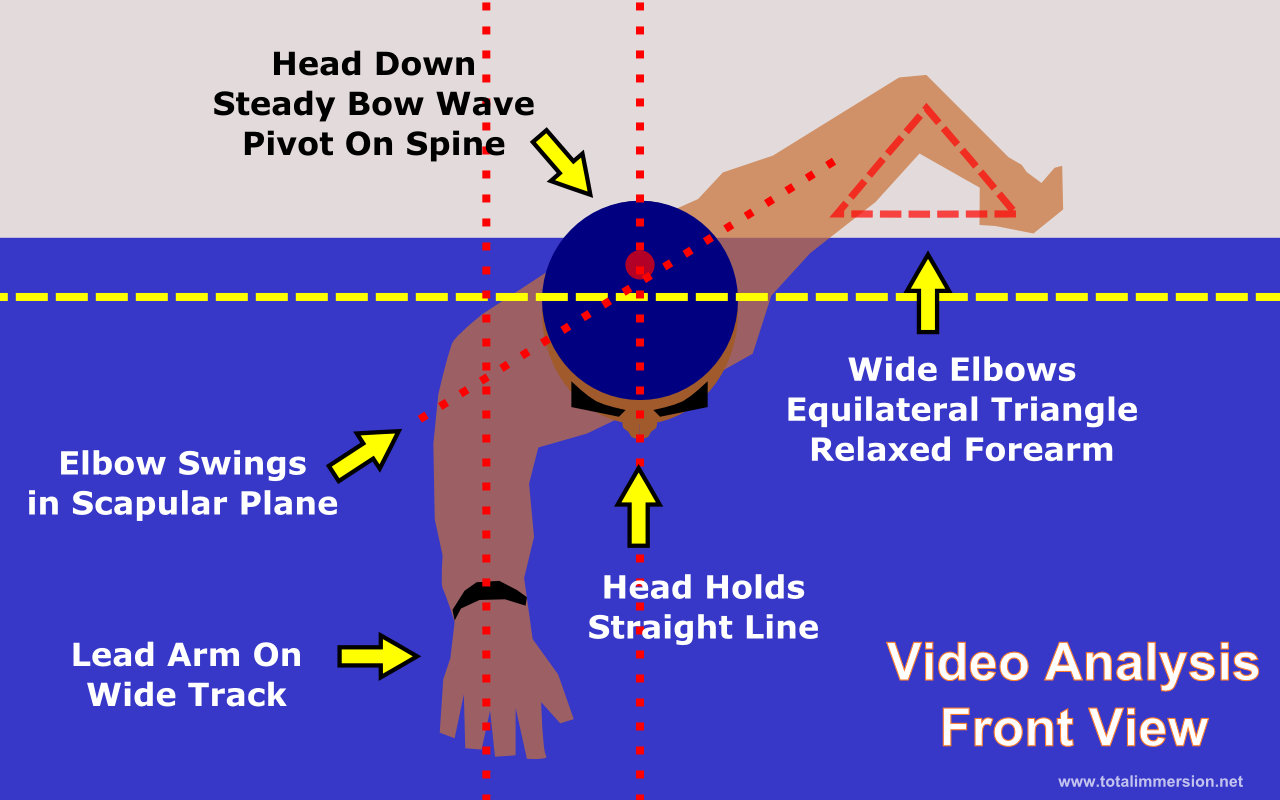 Head Down
Steady Bow Wave
Pivot On Spine
Wide Elbows
Equilateral Triangle
Relaxed Forearm
Elbow Swings
in Scapular Plane
Head Holds
Straight Line
Lead Arm On
Wide Track
Video Analysis
Front View
www.totalimmersion.net